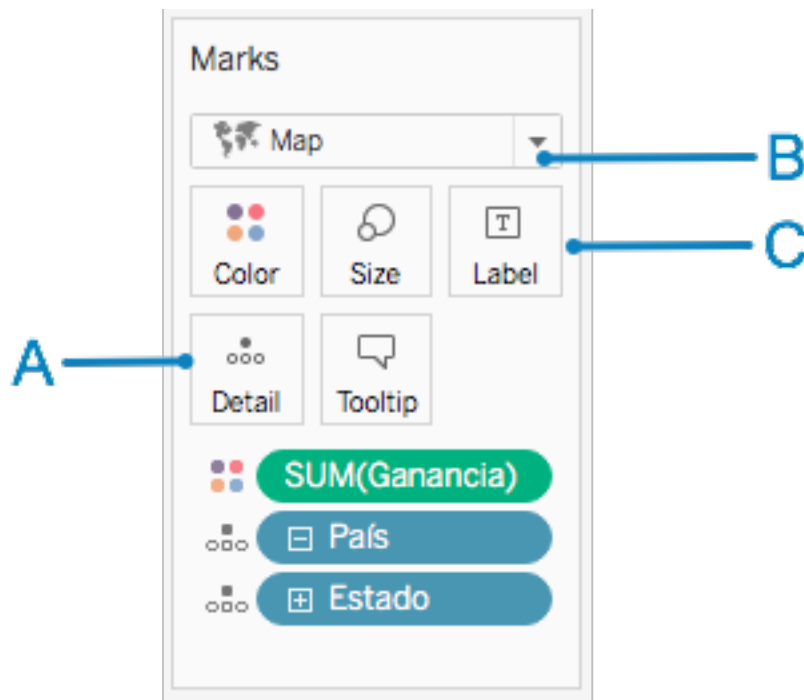 Marks
Map
B
Color Size Label
C
A
Detail Tooltip
SUM(Ganancia)
País
Estado